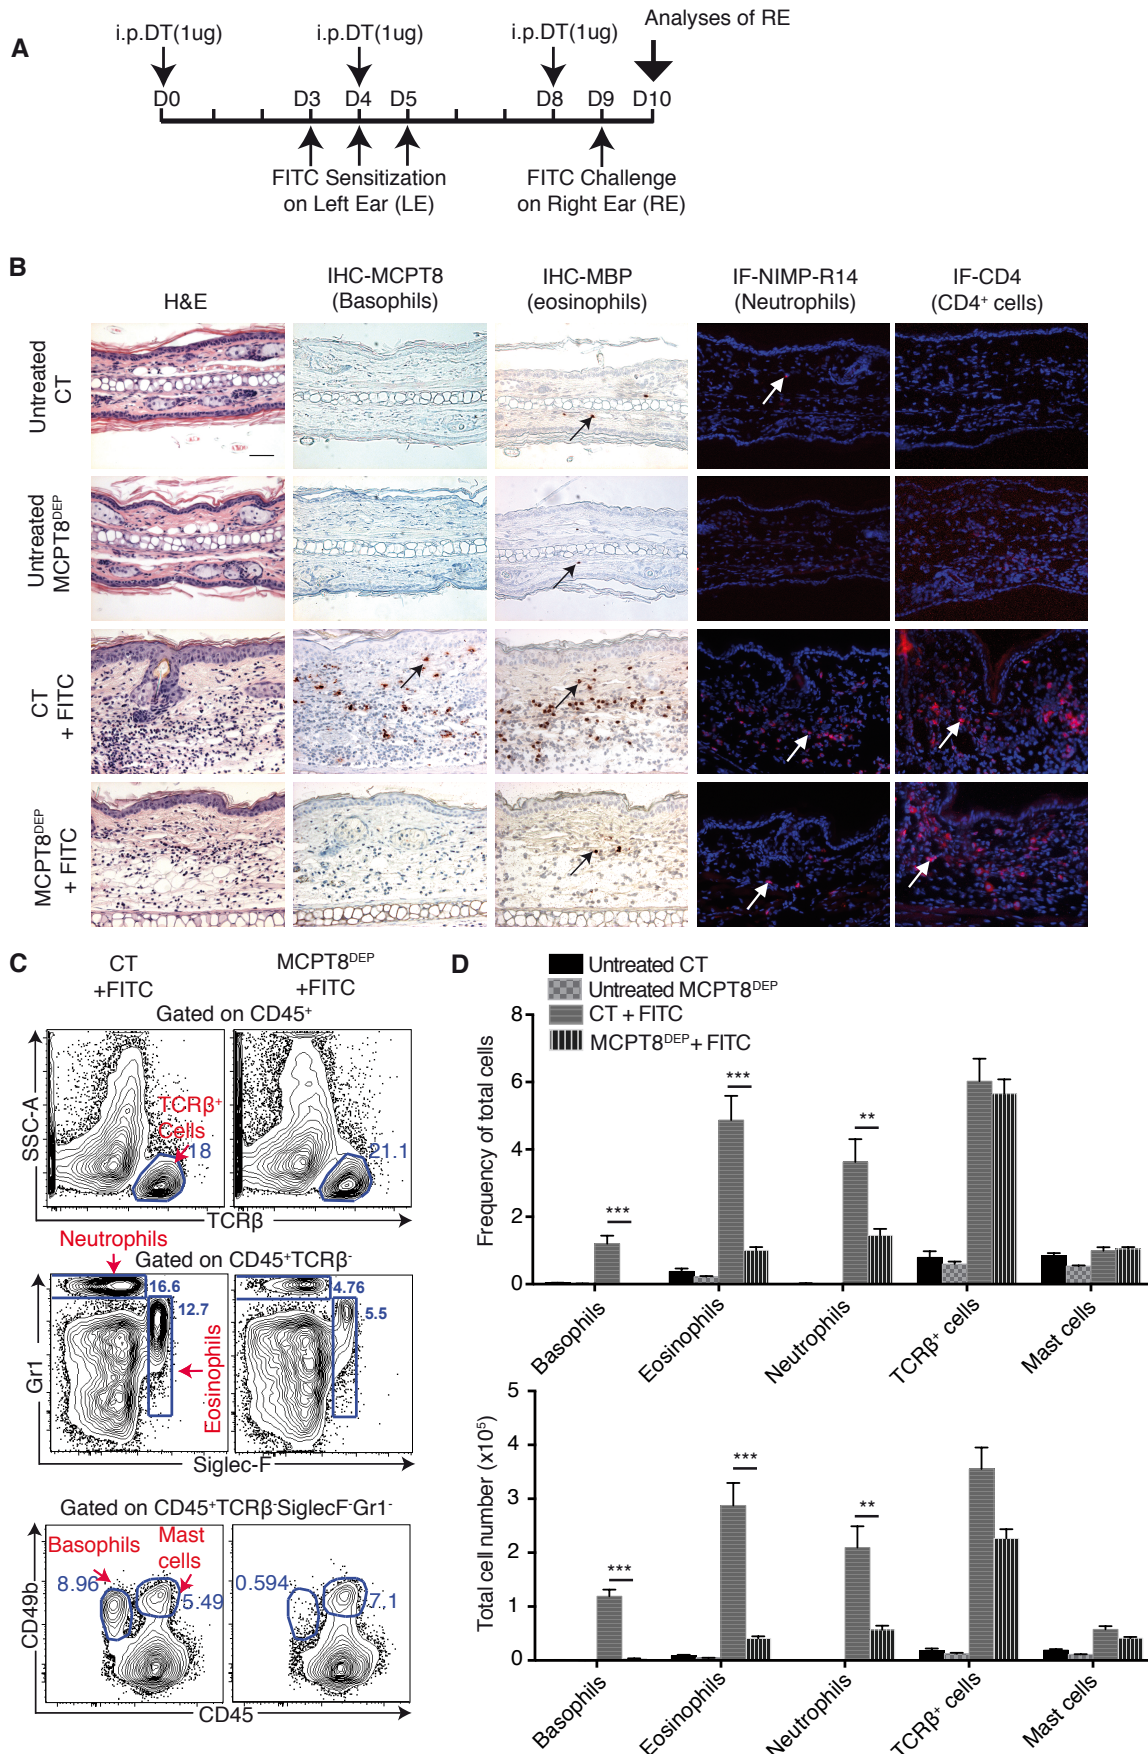 A
i.p.DT(1ug) i.p.DT(1ug) i.p.DT(1ug) Analyses of RE
D0 D3 D4 D5 D8 D9 D10
FITC Sensitization
on Left Ear (LE)
FITC Challenge
on Right Ear (RE)
B
H&E
IHC-MCPT8
(Basophils)
IHC-MBP
(eosinophils)
IF-NIMP-R14
(Neutrophils)
IF-CD4
(CD4⁺ cells)
Untreated
CT
Untreated
MCPT8ᴰᴱᴾ
CT
+ FITC
MCPT8ᴰᴱᴾ
+ FITC
C
CT
+FITC
MCPT8ᴰᴱᴾ
+FITC
Gated on CD45⁺
SSC-A
TCRβ⁺
Cells
18
21.1
TCRβ
Neutrophils
Gated on CD45⁺TCRβ⁻
16.6
12.7
4.76
5.5
Gr1
Eosinophils
Siglec-F
Gated on CD45⁺TCRβ⁻SiglecF⁻Gr1⁻
Basophils
Mast
cells
8.96
5.49
0.594
7.1
CD49b
CD45
D
Untreated CT
Untreated MCPT8ᴰᴱᴾ
CT + FITC
MCPT8ᴰᴱᴾ + FITC
Frequency of total cells
8
6
4
2
0
***
***
**
Basophils
Eosinophils
Neutrophils
TCRβ⁺ cells
Mast cells
Total cell number (x10⁵)
5
4
3
2
1
0
***
***
**
Basophils
Eosinophils
Neutrophils
TCRβ⁺ cells
Mast cells